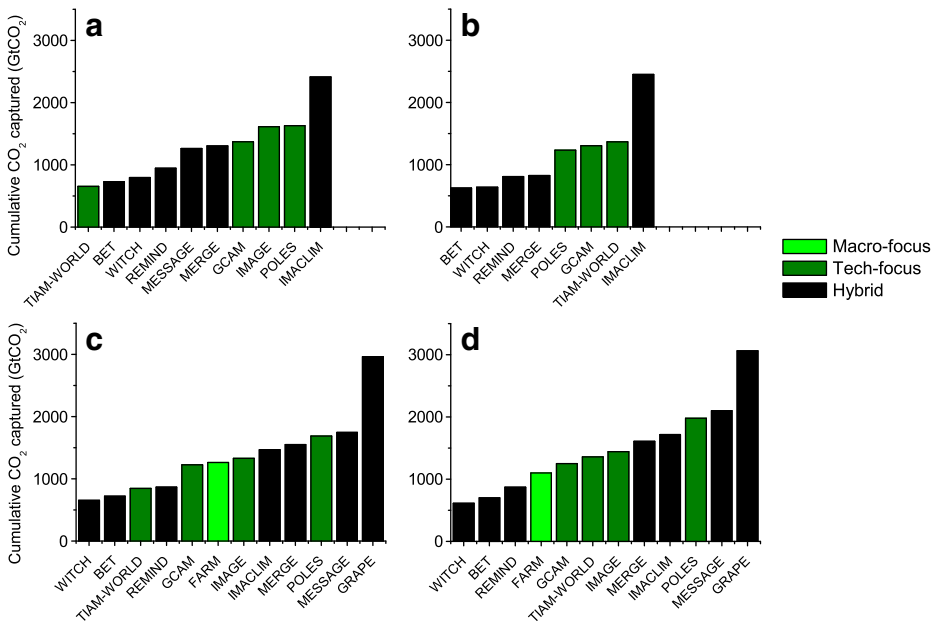 a
Cumulative CO2 captured (GtCO2)
3000
2000
1000
0
TIAM-WORLD
BET
WITCH
REMIND
MESSAGE
MERGE
GCAM
IMAGE
POLES
IMACLIM
b
3000
2000
1000
0
BET
WITCH
REMIND
MERGE
POLES
GCAM
TIAM-WORLD
IMACLIM
Macro-focus
Tech-focus
Hybrid
c
Cumulative CO2 captured (GtCO2)
3000
2000
1000
0
WITCH
BET
TIAM-WORLD
REMIND
GCAM
FARM
IMAGE
IMACLIM
MERGE
POLES
MESSAGE
GRAPE
d
3000
2000
1000
0
WITCH
BET
REMIND
FARM
GCAM
TIAM-WORLD
IMAGE
MERGE
IMACLIM
POLES
MESSAGE
GRAPE